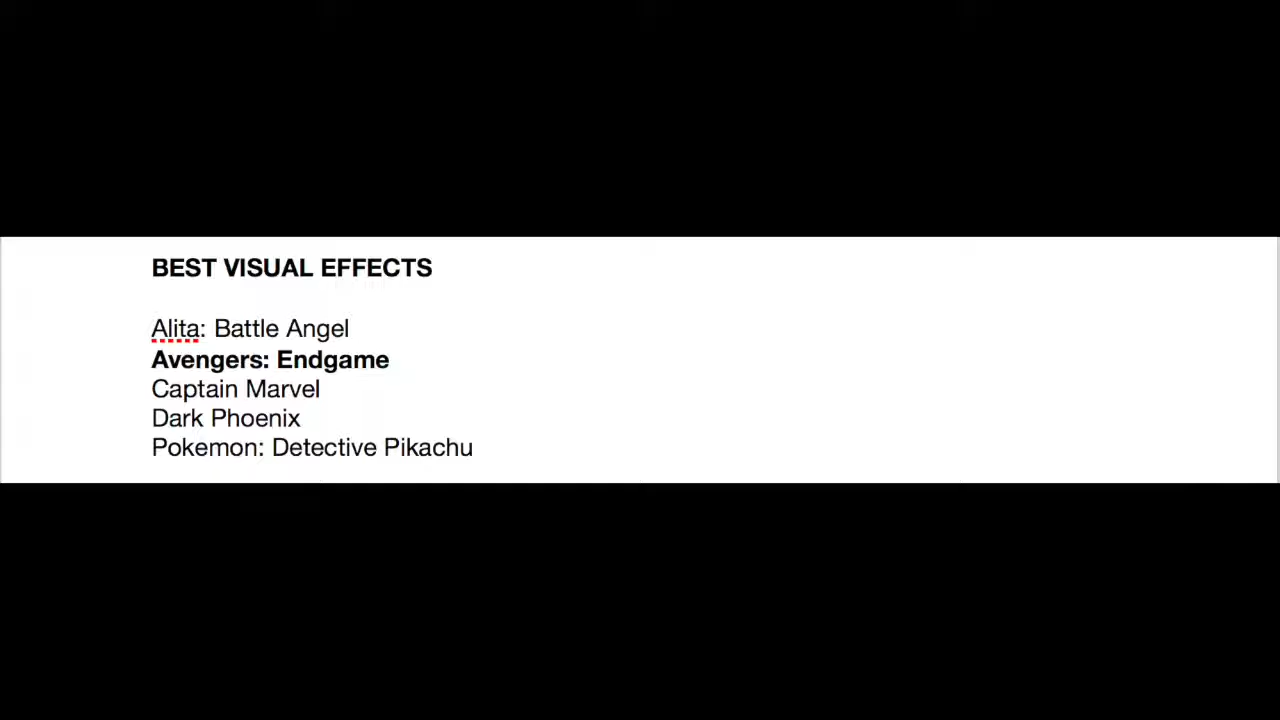 BEST VISUAL EFFECTS
Alita: Battle Angel
Avengers: Endgame
Captain Marvel
Dark Phoenix
Pokemon: Detective Pikachu